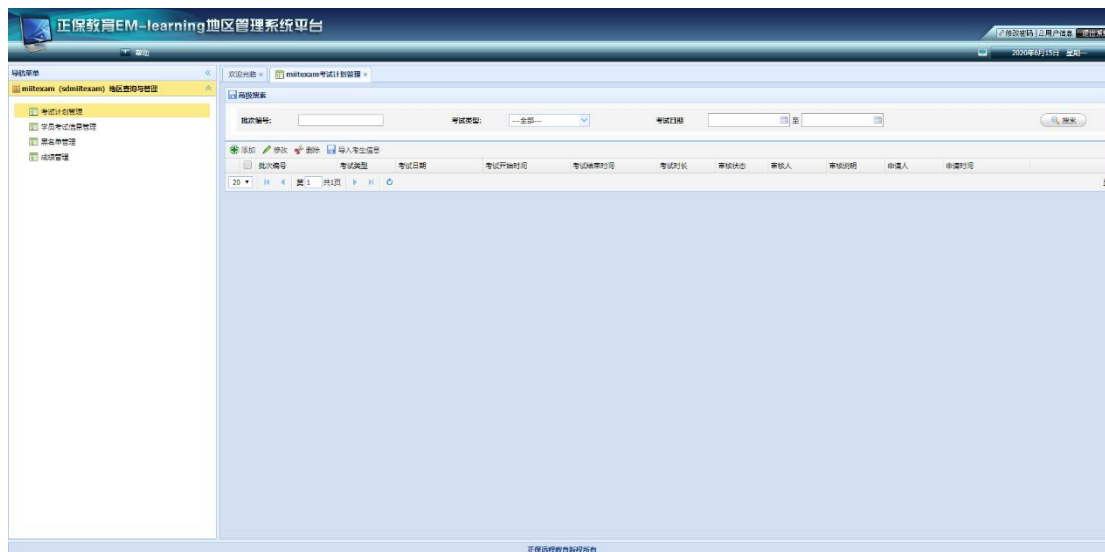 正保教育EM-learning地区管理系统平台
修改密码 用户信息 退出系
帮助
2020年6月15日 星期一
导航菜单
欢迎光临 × miitexam考试计划管理 ×
miitexam (sdmiitexam) 地区查询与管理
高级搜索
考试计划管理
学员考试信息管理
黑名单管理
成绩管理
批次编号: 考试类型: ---全部--- 考试日期 至 搜索
添加 修改 删除 导入考生信息
批次编号 考试类型 考试日期 考试开始时间 考试结束时间 考试时长 审核状态 审核人 审核说明 申请人 申请时间
20 第 1 共1页
正保远程教育版权所有